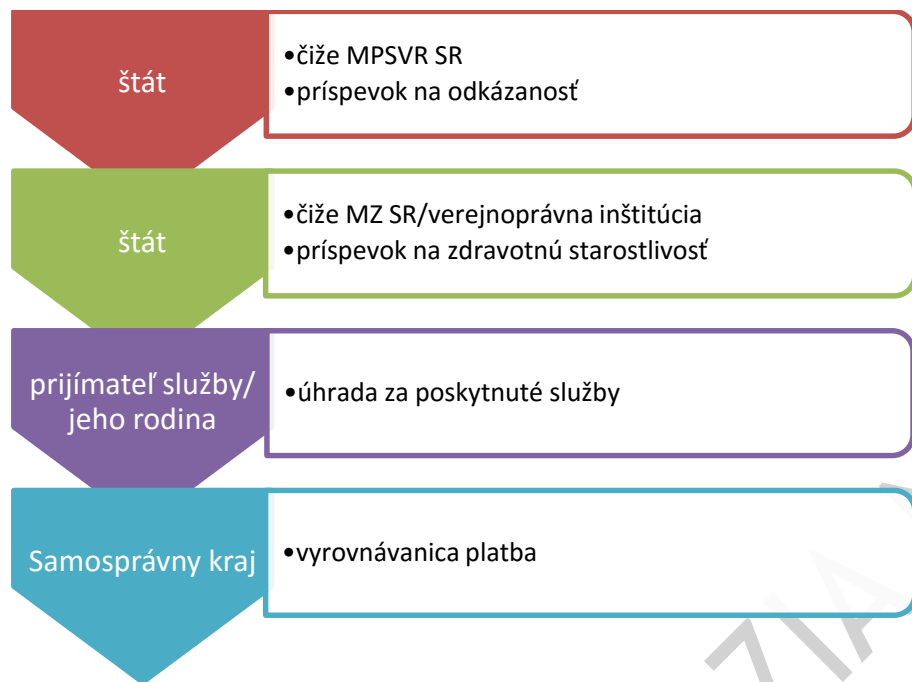 štát
•čiže MPSVR SR
•príspevok na odkázanosť
štát
•čiže MZ SR/verejnoprávna inštitúcia
•príspevok na zdravotnú starostlivosť
prijímateľ služby/
jeho rodina
•úhrada za poskytnuté služby
Samosprávny kraj
•vyrovnávanica platba
ZIA